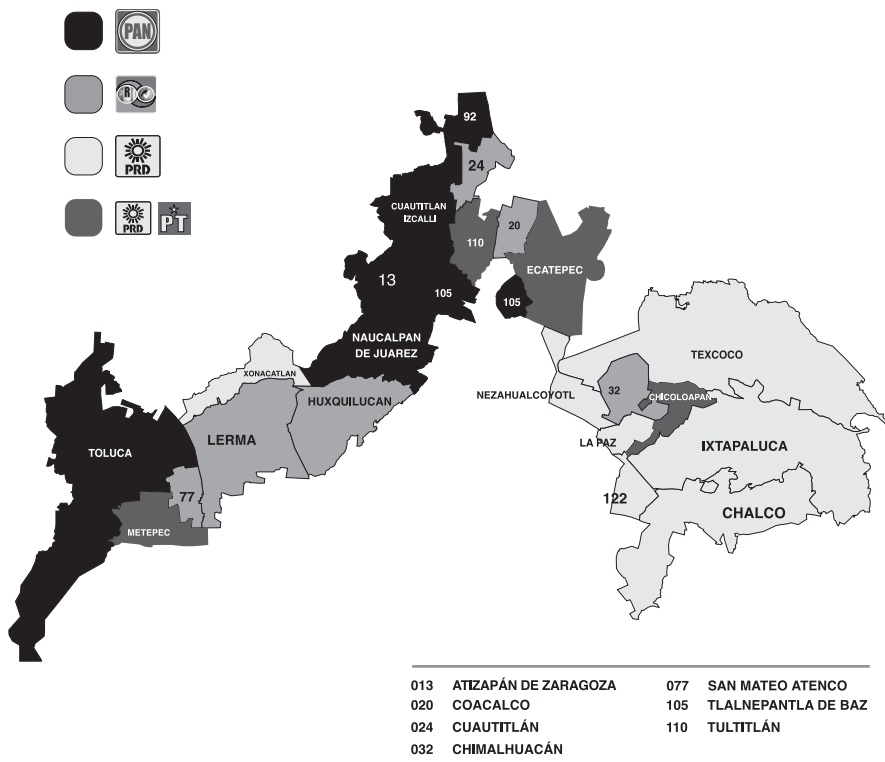 PAN
R
PRD
PRD PT
92
24
CUAUTITLAN
IZCALLI
20
110
ECATEPEC
13
105
105
NAUCALPAN
DE JUAREZ
TEXCOCO
XONACATLAN
HUXQUILUCAN
NEZAHUALCOYOTL
32
CHICOLOAPAN
LERMA
LA PAZ
IXTAPALUCA
TOLUCA
77
122
CHALCO
METEPEC
013 ATIZAPÁN DE ZARAGOZA
020 COACALCO
024 CUAUTITLÁN
032 CHIMALHUACÁN
077 SAN MATEO ATENCO
105 TLALNEPANTLA DE BAZ
110 TULTITLÁN